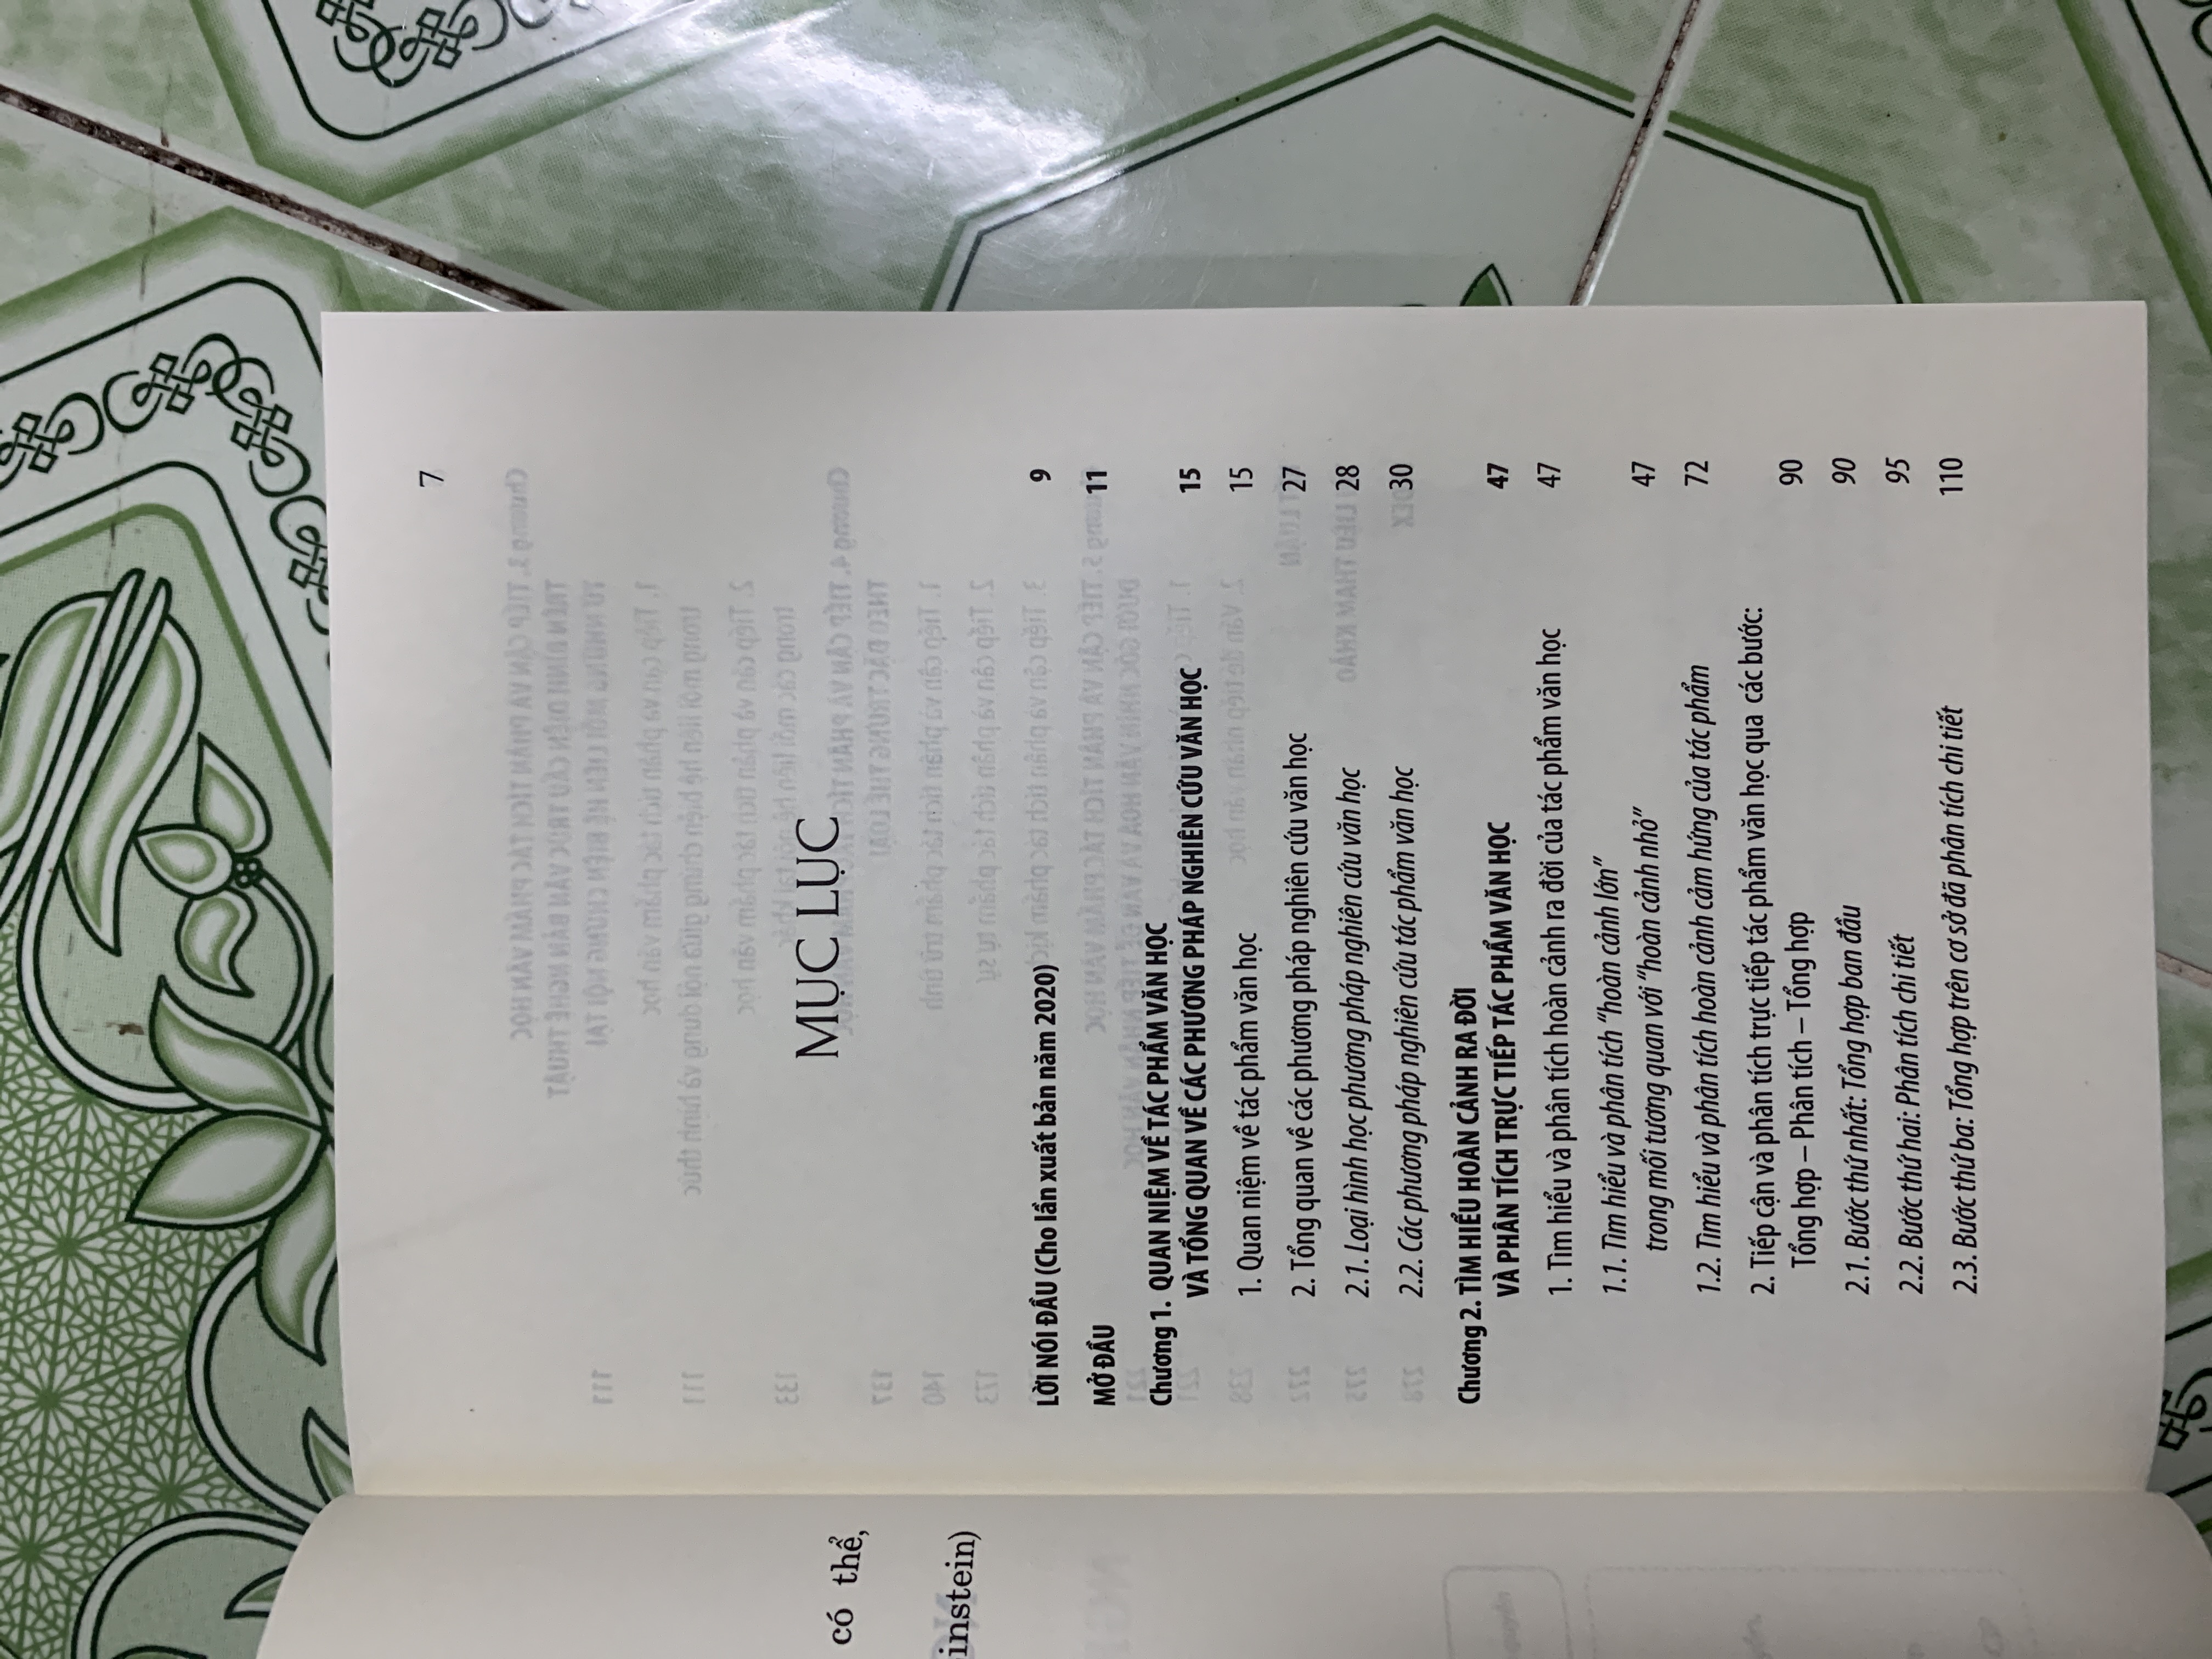 7
MỤC LỤC
LỜI NÓI ĐẦU (Cho lần xuất bản năm 2020) 9
MỞ ĐẦU 11
Chương 1. QUAN NIỆM VỀ TÁC PHẨM VĂN HỌC
VÀ TỔNG QUAN VỀ CÁC PHƯƠNG PHÁP NGHIÊN CỨU VĂN HỌC 15
1. Quan niệm về tác phẩm văn học 15
2. Tổng quan về các phương pháp nghiên cứu văn học 27
2.1. Loại hình học phương pháp nghiên cứu văn học 28
2.2. Các phương pháp nghiên cứu tác phẩm văn học 30
Chương 2. TÌM HIỂU HOÀN CẢNH RA ĐỜI
VÀ PHÂN TÍCH TRỰC TIẾP TÁC PHẨM VĂN HỌC 47
1. Tìm hiểu và phân tích hoàn cảnh ra đời của tác phẩm văn học 47
1.1. Tìm hiểu và phân tích “hoàn cảnh lớn”
trong mối tương quan với “hoàn cảnh nhỏ” 47
1.2. Tìm hiểu và phân tích hoàn cảnh cảm hứng của tác phẩm 72
2. Tiếp cận và phân tích trực tiếp tác phẩm văn học qua các bước:
Tổng hợp – Phân tích – Tổng hợp 90
2.1. Bước thứ nhất: Tổng hợp ban đầu 90
2.2. Bước thứ hai: Phân tích chi tiết 95
2.3. Bước thứ ba: Tổng hợp trên cơ sở đã phân tích chi tiết 110
có thể,
instein)